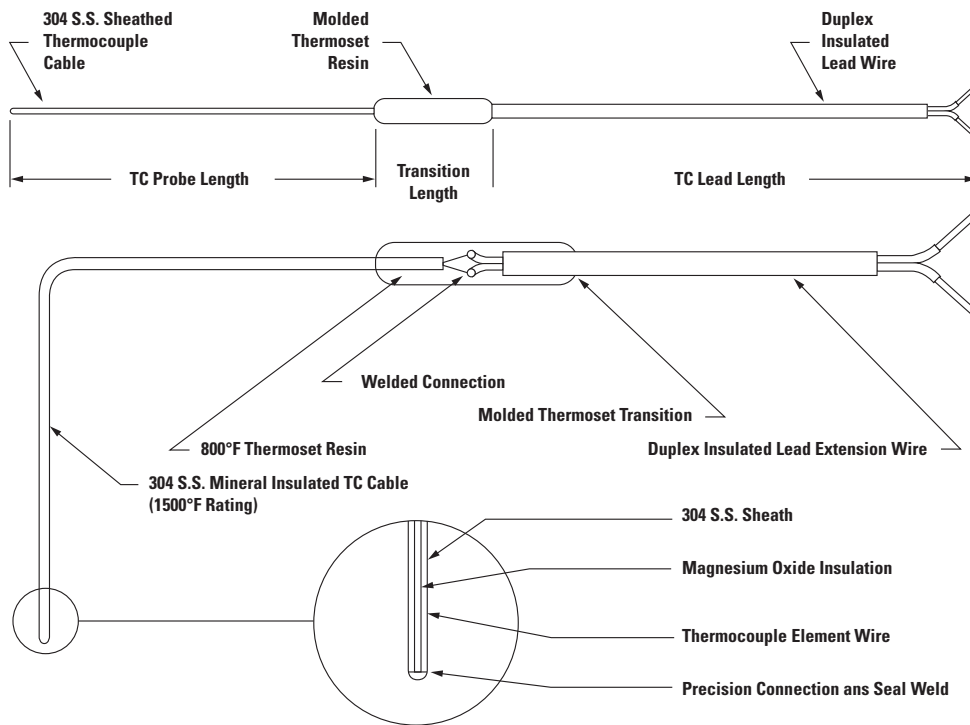 304 S.S. Sheathed
Thermocouple
Cable
Molded
Thermoset
Resin
Duplex
Insulated
Lead Wire
TC Probe Length
Transition
Length
TC Lead Length
Welded Connection
Molded Thermoset Transition
800°F Thermoset Resin
Duplex Insulated Lead Extension Wire
304 S.S. Mineral Insulated TC Cable
(1500°F Rating)
304 S.S. Sheath
Magnesium Oxide Insulation
Thermocouple Element Wire
Precision Connection ans Seal Weld